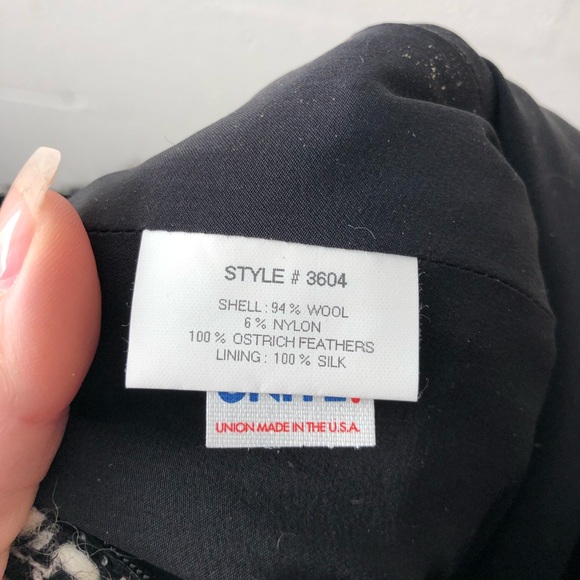 STYLE # 3604
SHELL : 94 % WOOL
6 % NYLON
100 % OSTRICH FEATHERS
LINING : 100 % SILK
UNION MADE IN THE U.S.A.